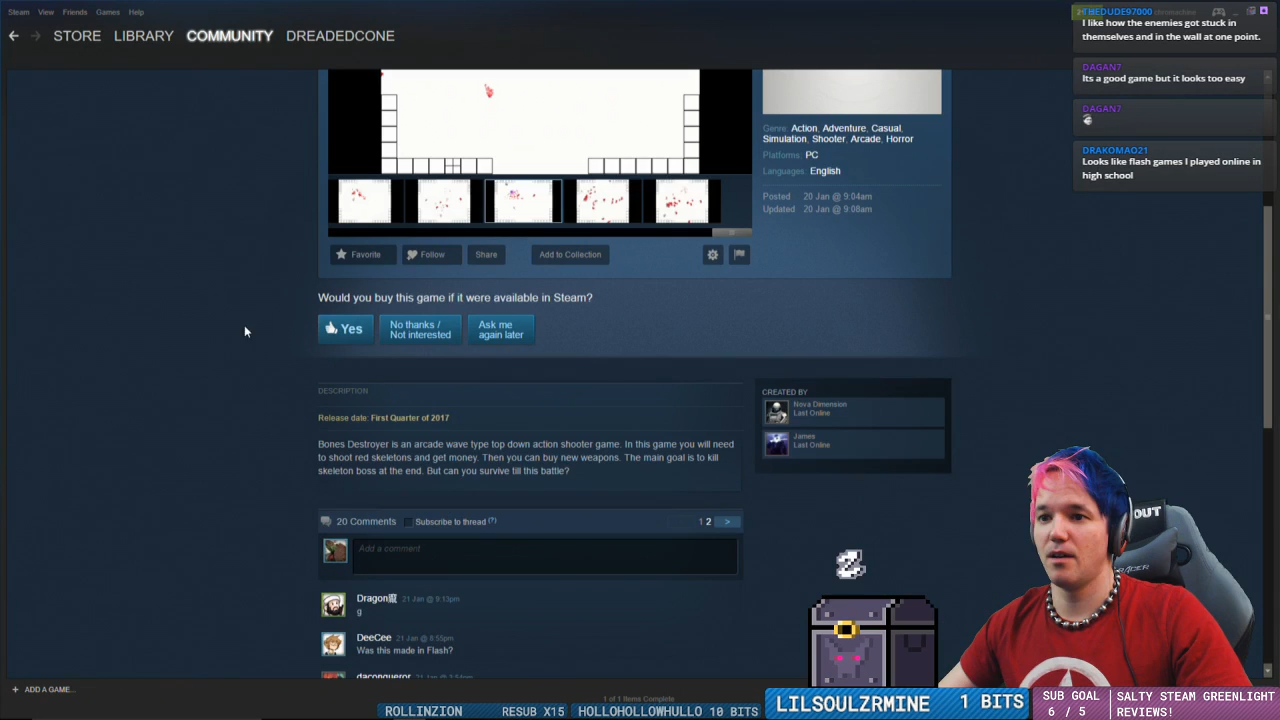 Steam View Friends Games Help
STORE LIBRARY COMMUNITY DREADEDCONE
THEDUDE97000
I like how the enemies got stuck in
themselves and in the wall at one point.
DAGAN7
Its a good game but it looks too easy
DAGAN7
DRAKOMAO21
Looks like flash games I played online in
high school
Genre: Action, Adventure, Casual,
Simulation, Shooter, Arcade, Horror
Platforms: PC
Languages: English
Posted 20 Jan @ 9:04am
Updated 20 Jan @ 9:08am
Favorite Follow Share Add to Collection
Would you buy this game if it were available in Steam?
Yes
No thanks /
Not interested
Ask me
again later
DESCRIPTION
Release date: First Quarter of 2017
Bones Destroyer is an arcade wave type top down action shooter game. In this game you will need
to shoot red skeletons and get money. Then you can buy new weapons. The main goal is to kill
skeleton boss at the end. But can you survive till this battle?
CREATED BY
Nova Dimension
Last Online
James
Last Online
20 Comments Subscribe to thread (?)
1 2 >
Add a comment
Dragon 21 Jan @ 9:13pm
g
DeeCee 21 Jan @ 8:55pm
Was this made in Flash?
daconqueror
OUT
RACER
+ ADD A GAME...
1 of 1 Items Complete
ROLLINZION RESUB X15 HOLLOHOLLOWHULLO 10 BITS
LILSOULZRMINE 1 BITS
SUB GOAL
6 / 5
SALTY STEAM GREENLIGHT
REVIEWS!